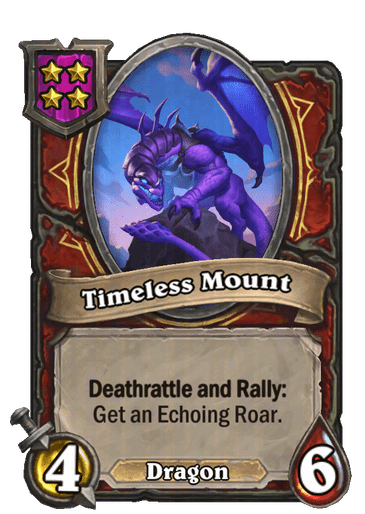 Timeless Mount
Deathrattle and Rally:
Get an Echoing Roar.
4
Dragon
6